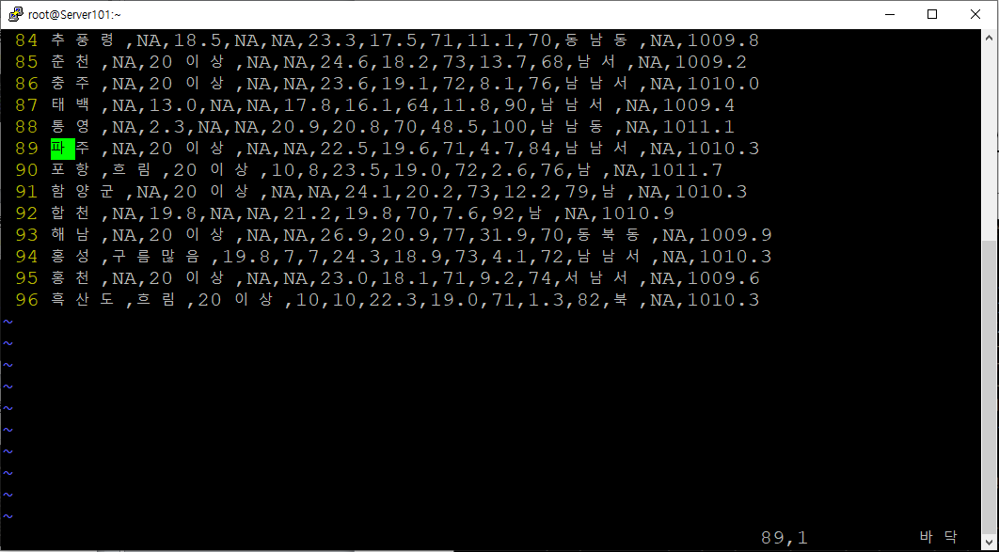 root@Server101:~
84 추풍령,NA,18.5,NA,NA,23.3,17.5,71,11.1,70,동남동,NA,1009.8
85 춘천,NA,20 이상,NA,NA,24.6,18.2,73,13.7,68,남서,NA,1009.2
86 충주,NA,20 이상,NA,NA,23.6,19.1,72,8.1,76,남남서,NA,1010.0
87 태백,NA,13.0,NA,NA,17.8,16.1,64,11.8,90,남남서,NA,1009.4
88 통영,NA,2.3,NA,NA,20.9,20.8,70,48.5,100,남남동,NA,1011.1
89 파주,NA,20 이상,NA,NA,22.5,19.6,71,4.7,84,남남서,NA,1010.3
90 포항,흐림,20 이상,10,8,23.5,19.0,72,2.6,76,남,NA,1011.7
91 함양군,NA,20 이상,NA,NA,24.1,20.2,73,12.2,79,남,NA,1010.3
92 합천,NA,19.8,NA,NA,21.2,19.8,70,7.6,92,남,NA,1010.9
93 해남,NA,20 이상,NA,NA,26.9,20.9,77,31.9,70,동북동,NA,1009.9
94 홍성,구름많음,19.8,7,7,24.3,18.9,73,4.1,72,남남서,NA,1010.3
95 홍천,NA,20 이상,NA,NA,23.0,18.1,71,9.2,74,서남서,NA,1009.6
96 흑산도,흐림,20 이상,10,10,22.3,19.0,71,1.3,82,북,NA,1010.3
~
~
~
~
~
~
~
~
~
~
89,1 바닥